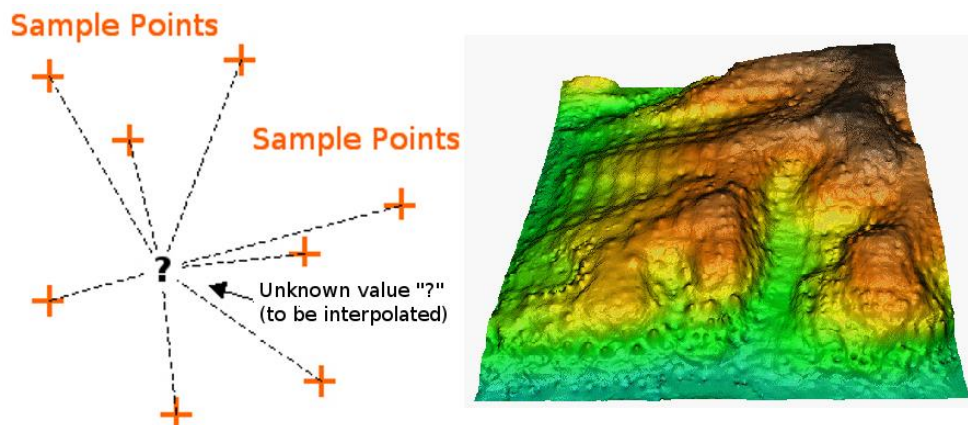 Sample Points
Sample Points
?
Unknown value "?"
(to be interpolated)